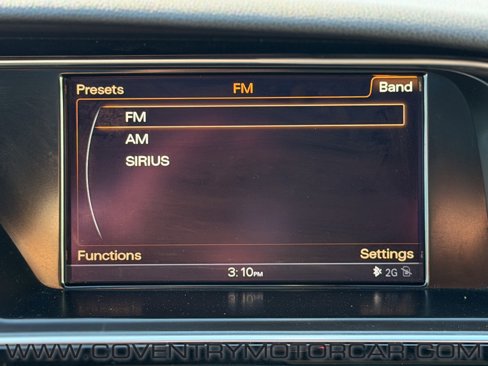 Presets FM Band
FM
AM
SIRIUS
Functions Settings
3:10PM 2G
WWW.COVENTRYMOTORCAR.COM